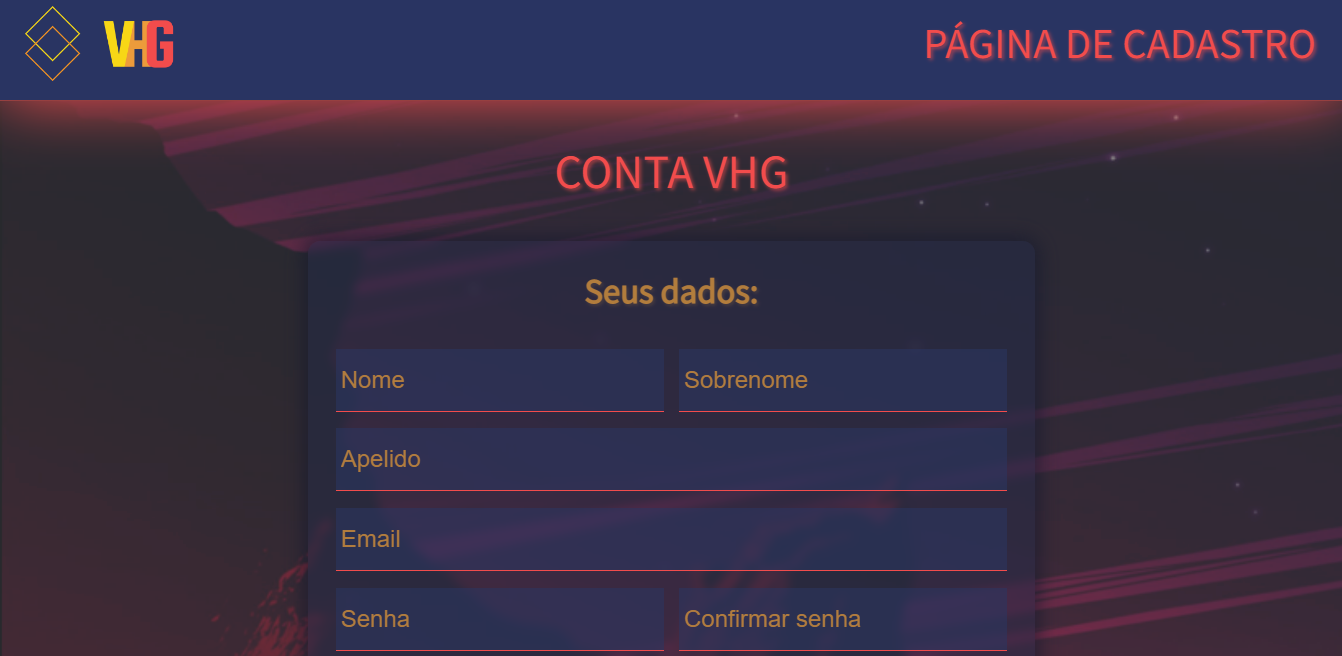 VHG
PÁGINA DE CADASTRO
CONTA VHG
Seus dados:
Nome
Sobrenome
Apelido
Email
Senha
Confirmar senha